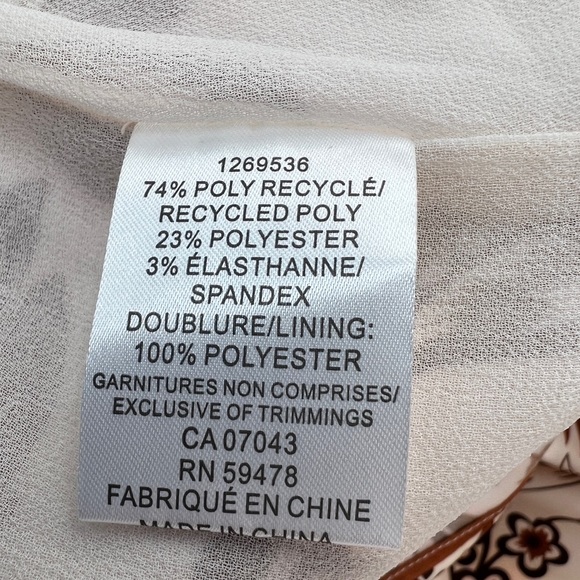 1269536
74% POLY RECYCLÉ/
RECYCLED POLY
23% POLYESTER
3% ÉLASTHANNE/
SPANDEX
DOUBLURE/LINING:
100% POLYESTER
GARNITURES NON COMPRISES/
EXCLUSIVE OF TRIMMINGS
CA 07043
RN 59478
FABRIQUÉ EN CHINE
MADE IN CHINA